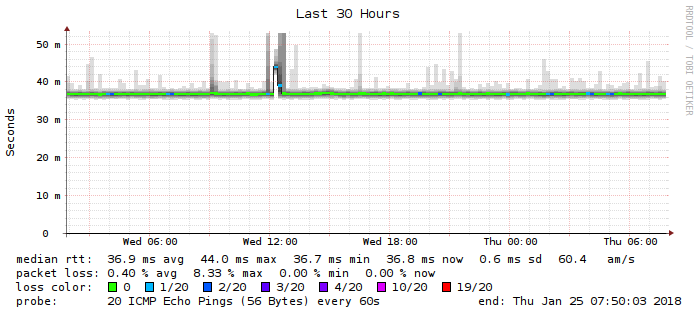 Last 30 Hours
RRDTOOL / TOBI OETIKER
Seconds
50 m
40 m
30 m
20 m
10 m
0
Wed 06:00 Wed 12:00 Wed 18:00 Thu 00:00 Thu 06:00
median rtt: 36.9 ms avg 44.0 ms max 36.7 ms min 36.8 ms now 0.6 ms sd 60.4 am/s
packet loss: 0.40 % avg 8.33 % max 0.00 % min 0.00 % now
loss color: 0 1/20 2/20 3/20 4/20 10/20 19/20
probe: 20 ICMP Echo Pings (56 Bytes) every 60s end: Thu Jan 25 07:50:03 2018